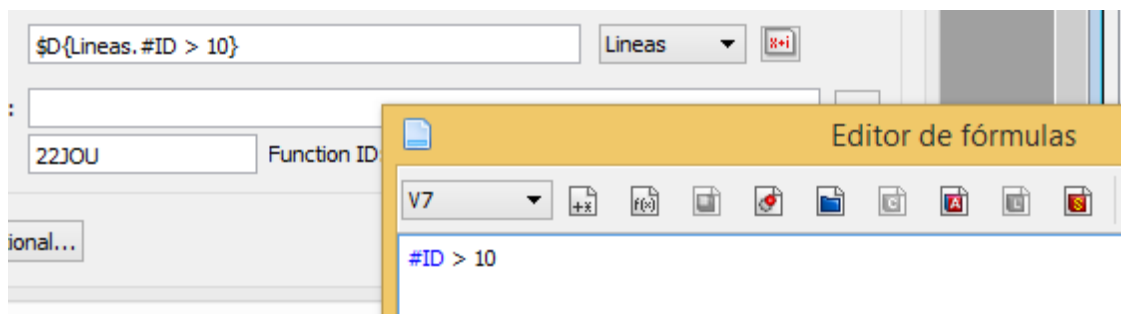 $D{Lineas.#ID > 10}
Lineas
:
22JOU
Function ID:
ional...
Editor de fórmulas
V7
#ID > 10